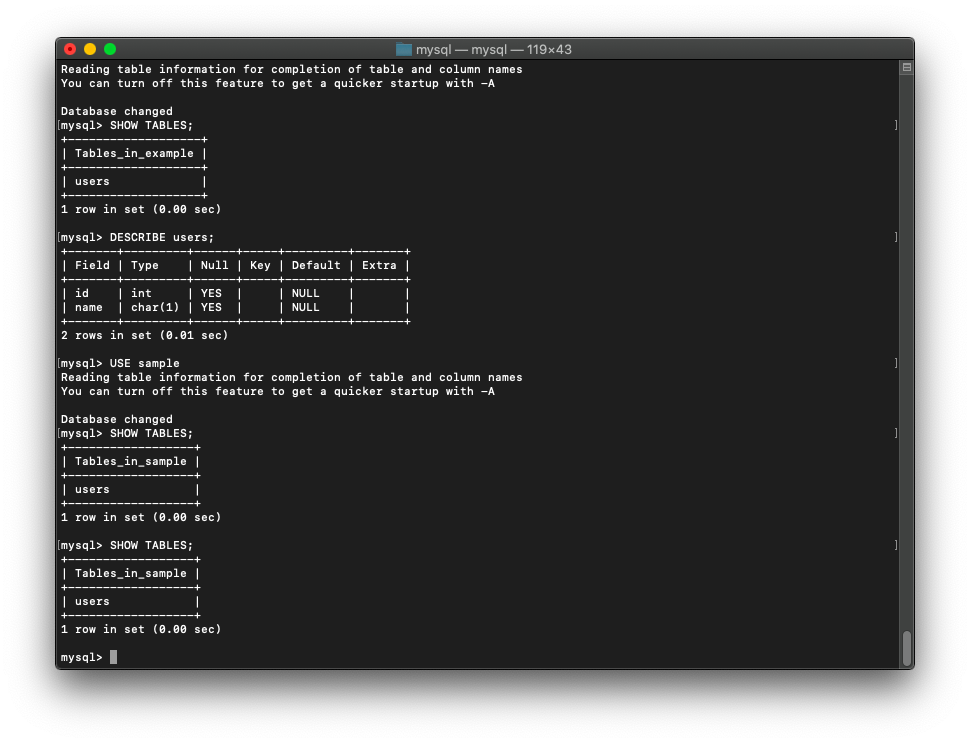 mysql — mysql — 119×43
Reading table information for completion of table and column names
You can turn off this feature to get a quicker startup with -A

Database changed
[mysql> SHOW TABLES; ]
+-------------------+
| Tables_in_example |
+-------------------+
| users             |
+-------------------+
1 row in set (0.00 sec)

[mysql> DESCRIBE users; ]
+-------+---------+------+-----+---------+-------+
| Field | Type    | Null | Key | Default | Extra |
+-------+---------+------+-----+---------+-------+
| id    | int     | YES  |     | NULL    |       |
| name  | char(1) | YES  |     | NULL    |       |
+-------+---------+------+-----+---------+-------+
2 rows in set (0.01 sec)

[mysql> USE sample ]
Reading table information for completion of table and column names
You can turn off this feature to get a quicker startup with -A

Database changed
[mysql> SHOW TABLES; ]
+------------------+
| Tables_in_sample |
+------------------+
| users            |
+------------------+
1 row in set (0.00 sec)

[mysql> SHOW TABLES; ]
+------------------+
| Tables_in_sample |
+------------------+
| users            |
+------------------+
1 row in set (0.00 sec)

mysql>